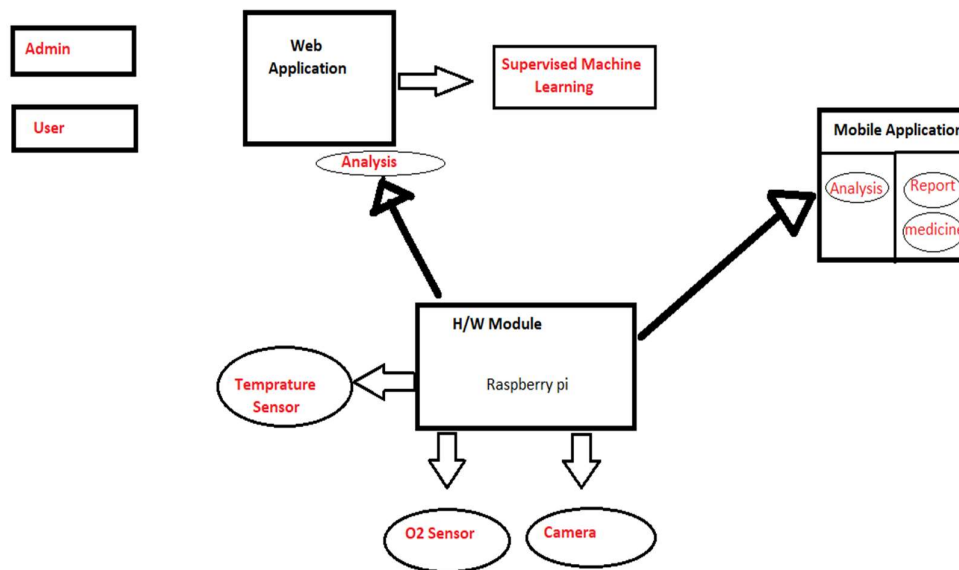 Admin
User
Web
Application
Supervised Machine
Learning
Analysis
Mobile Application
Analysis
Report
medicine
H/W Module
Raspberry pi
Temprature
Sensor
O2 Sensor
Camera